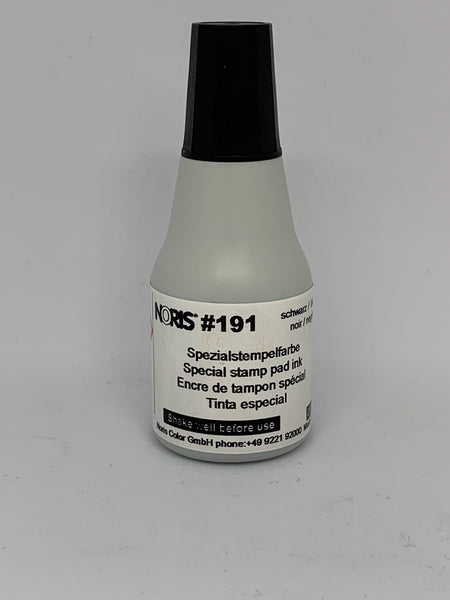 NORIS® #191
schwarz /
noir /
Spezialstempelfarbe
Special stamp pad ink
Encre de tampon spécial
Tinta especial
Shake well before use
Noris Color GmbH phone:+49 9221 92000